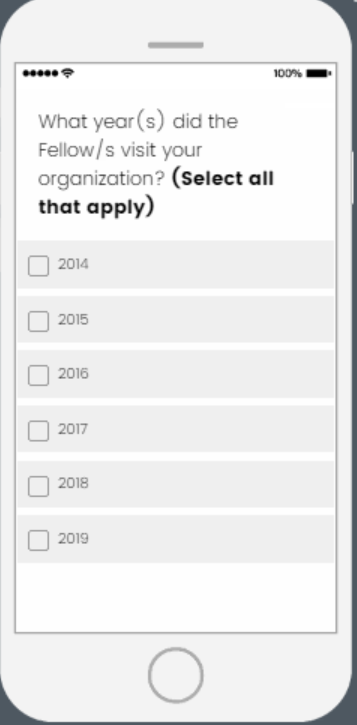 100%
What year(s) did the
Fellow/s visit your
organization? (Select all
that apply)
2014
2015
2016
2017
2018
2019